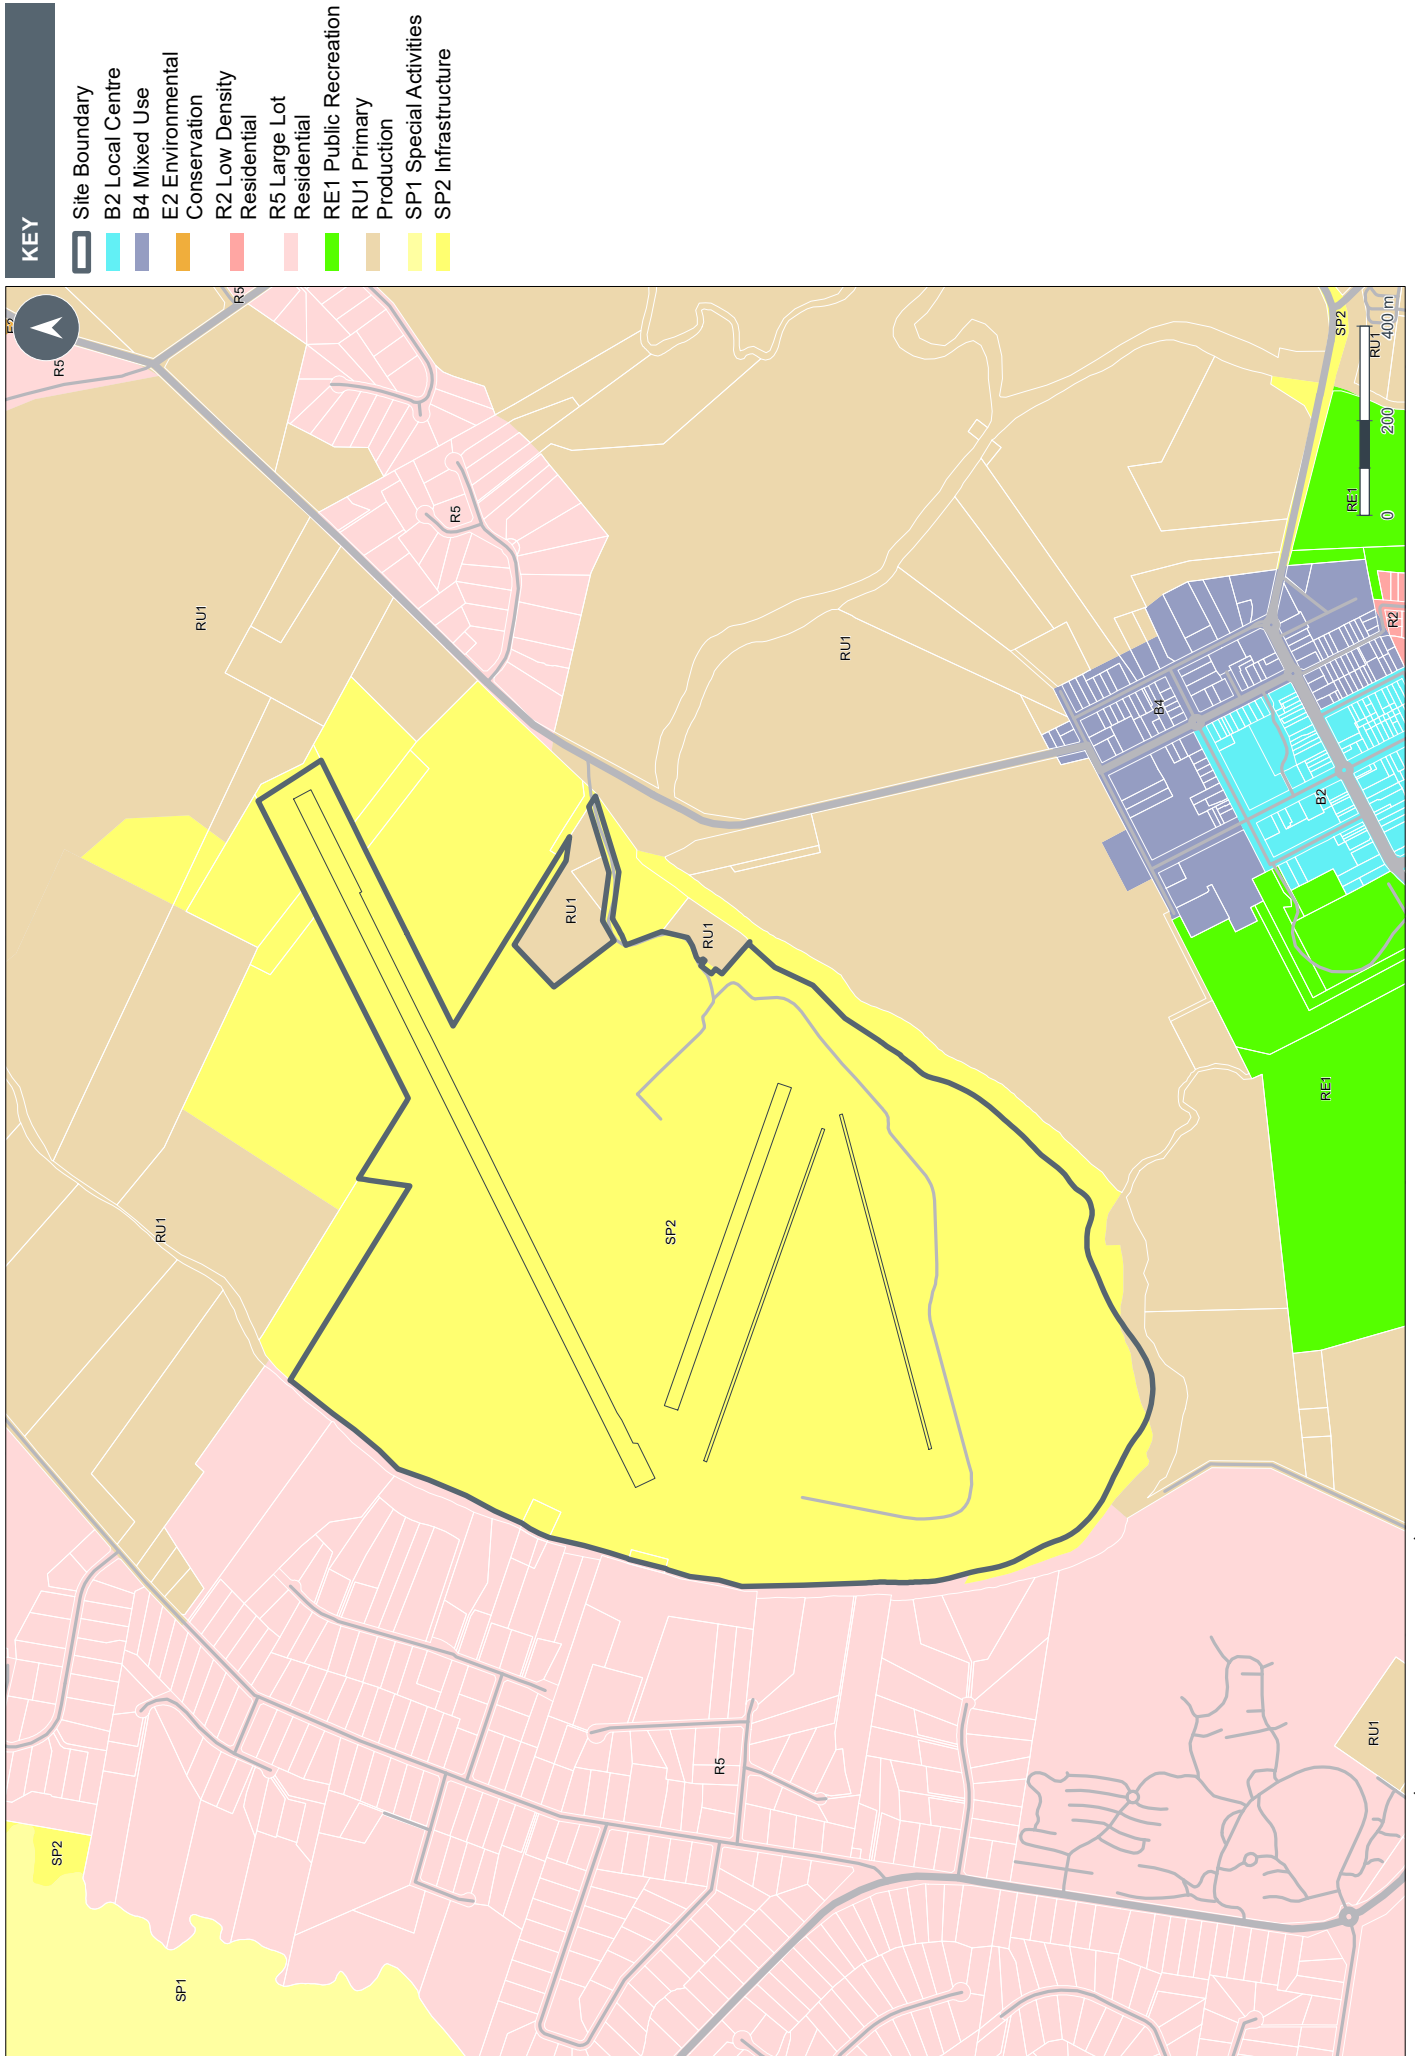 KEY
Site Boundary
B2 Local Centre
B4 Mixed Use
E2 Environmental
Conservation
R2 Low Density
Residential
R5 Large Lot
Residential
RE1 Public Recreation
RU1 Primary
Production
SP1 Special Activities
SP2 Infrastructure
E2
R5
R5
R5
RU1
RU1
RU1
RU1
RU1
SP2
SP2
RU1
RE1
0
200
400 m
R2
B4
B2
RE1
SP2
R5
RU1
SP2
SP1